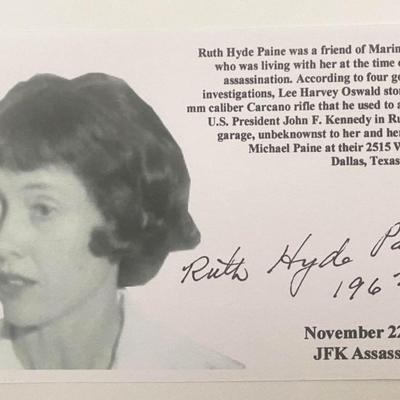 Ruth Hyde Paine was a friend of Marin
who was living with her at the time o
assassination. According to four go
investigations, Lee Harvey Oswald sto
mm caliber Carcano rifle that he used to a
U.S. President John F. Kennedy in Ru
garage, unbeknownst to her and he
Michael Paine at their 2515 W
Dallas, Texas
Ruth Hyde Pa
196
November 22
JFK Assass